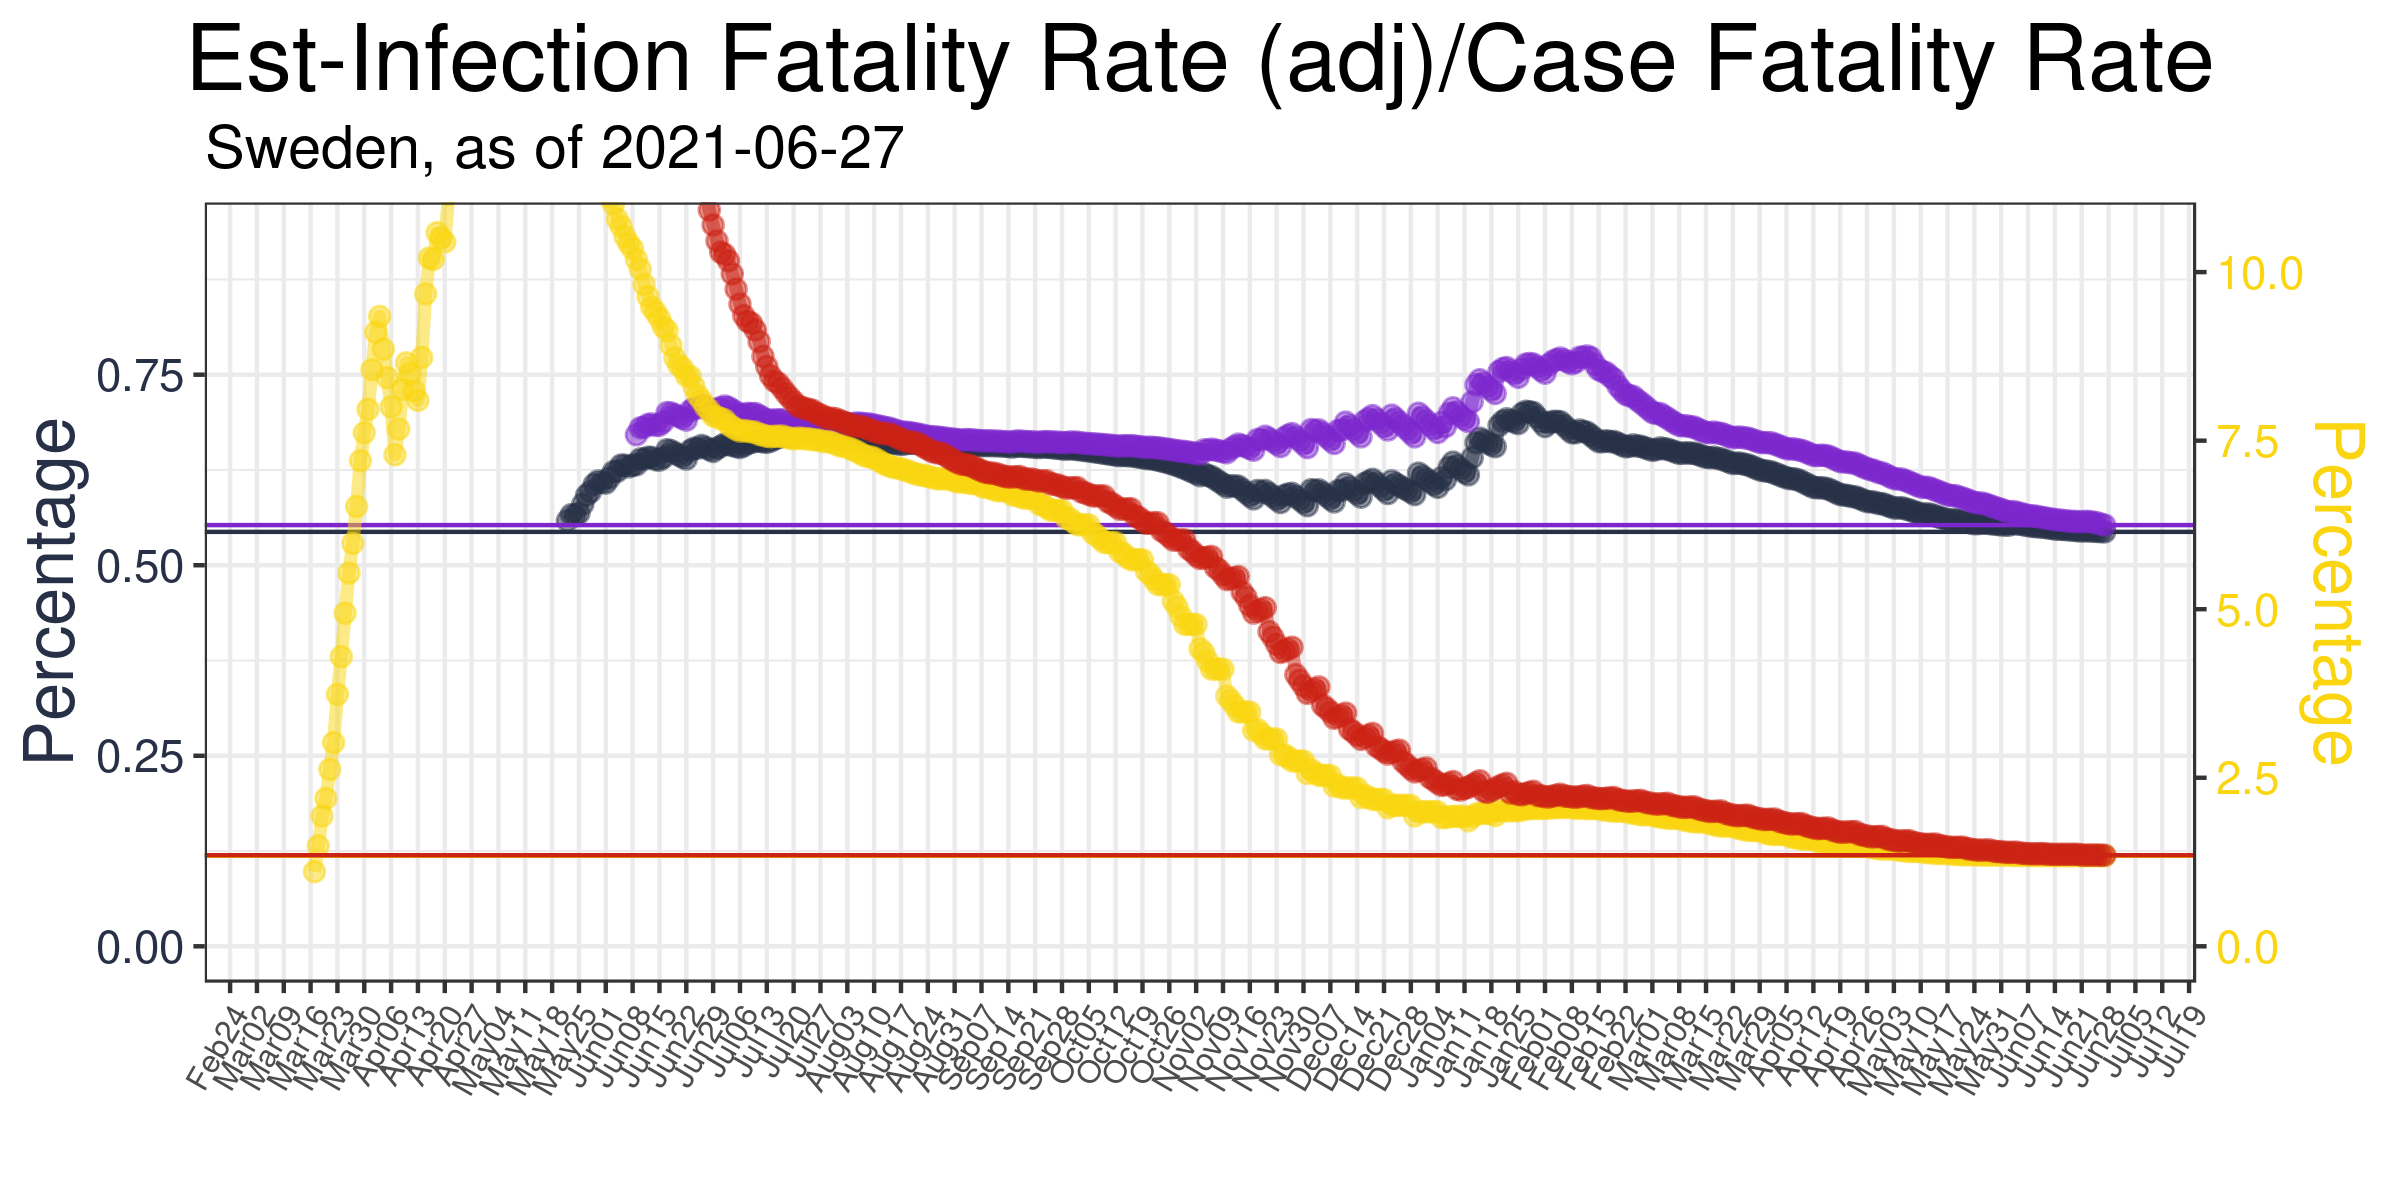 Est-Infection Fatality Rate (adj)/Case Fatality Rate
Sweden, as of 2021-06-27
Percentage
0.75
0.50
0.25
0.00
10.0
7.5
5.0
2.5
0.0
Percentage
Feb24
Mar02
Mar09
Mar16
Mar23
Mar30
Apr06
Apr13
Apr20
Apr27
May04
May11
May18
May25
Jun01
Jun08
Jun15
Jun22
Jun29
Jul06
Jul13
Jul20
Jul27
Aug03
Aug10
Aug17
Aug24
Aug31
Sep07
Sep14
Sep21
Sep28
Oct05
Oct12
Oct19
Oct26
Nov02
Nov09
Nov16
Nov23
Nov30
Dec07
Dec14
Dec21
Dec28
Jan04
Jan11
Jan18
Jan25
Feb01
Feb08
Feb15
Feb22
Mar01
Mar08
Mar15
Mar22
Mar29
Apr05
Apr12
Apr19
Apr26
May03
May10
May17
May24
May31
Jun07
Jun14
Jun21
Jun28
Jul05
Jul12
Jul19